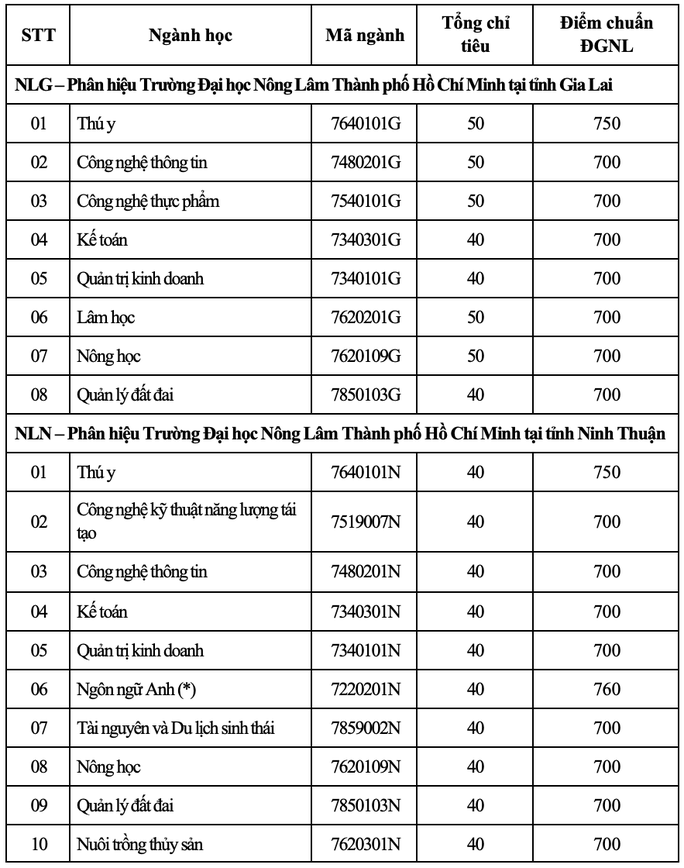 STT Ngành học Mã ngành Tổng chỉ tiêu Điểm chuẩn ĐGNL
NLG – Phân hiệu Trường Đại học Nông Lâm Thành phố Hồ Chí Minh tại tỉnh Gia Lai
01 Thú y 7640101G 50 750
02 Công nghệ thông tin 7480201G 50 700
03 Công nghệ thực phẩm 7540101G 50 700
04 Kế toán 7340301G 40 700
05 Quản trị kinh doanh 7340101G 40 700
06 Lâm học 7620201G 50 700
07 Nông học 7620109G 50 700
08 Quản lý đất đai 7850103G 40 700
NLN – Phân hiệu Trường Đại học Nông Lâm Thành phố Hồ Chí Minh tại tỉnh Ninh Thuận
01 Thú y 7640101N 40 750
02 Công nghệ kỹ thuật năng lượng tái tạo 7519007N 40 700
03 Công nghệ thông tin 7480201N 40 700
04 Kế toán 7340301N 40 700
05 Quản trị kinh doanh 7340101N 40 700
06 Ngôn ngữ Anh (*) 7220201N 40 760
07 Tài nguyên và Du lịch sinh thái 7859002N 40 700
08 Nông học 7620109N 40 700
09 Quản lý đất đai 7850103N 40 700
10 Nuôi trồng thủy sản 7620301N 40 700